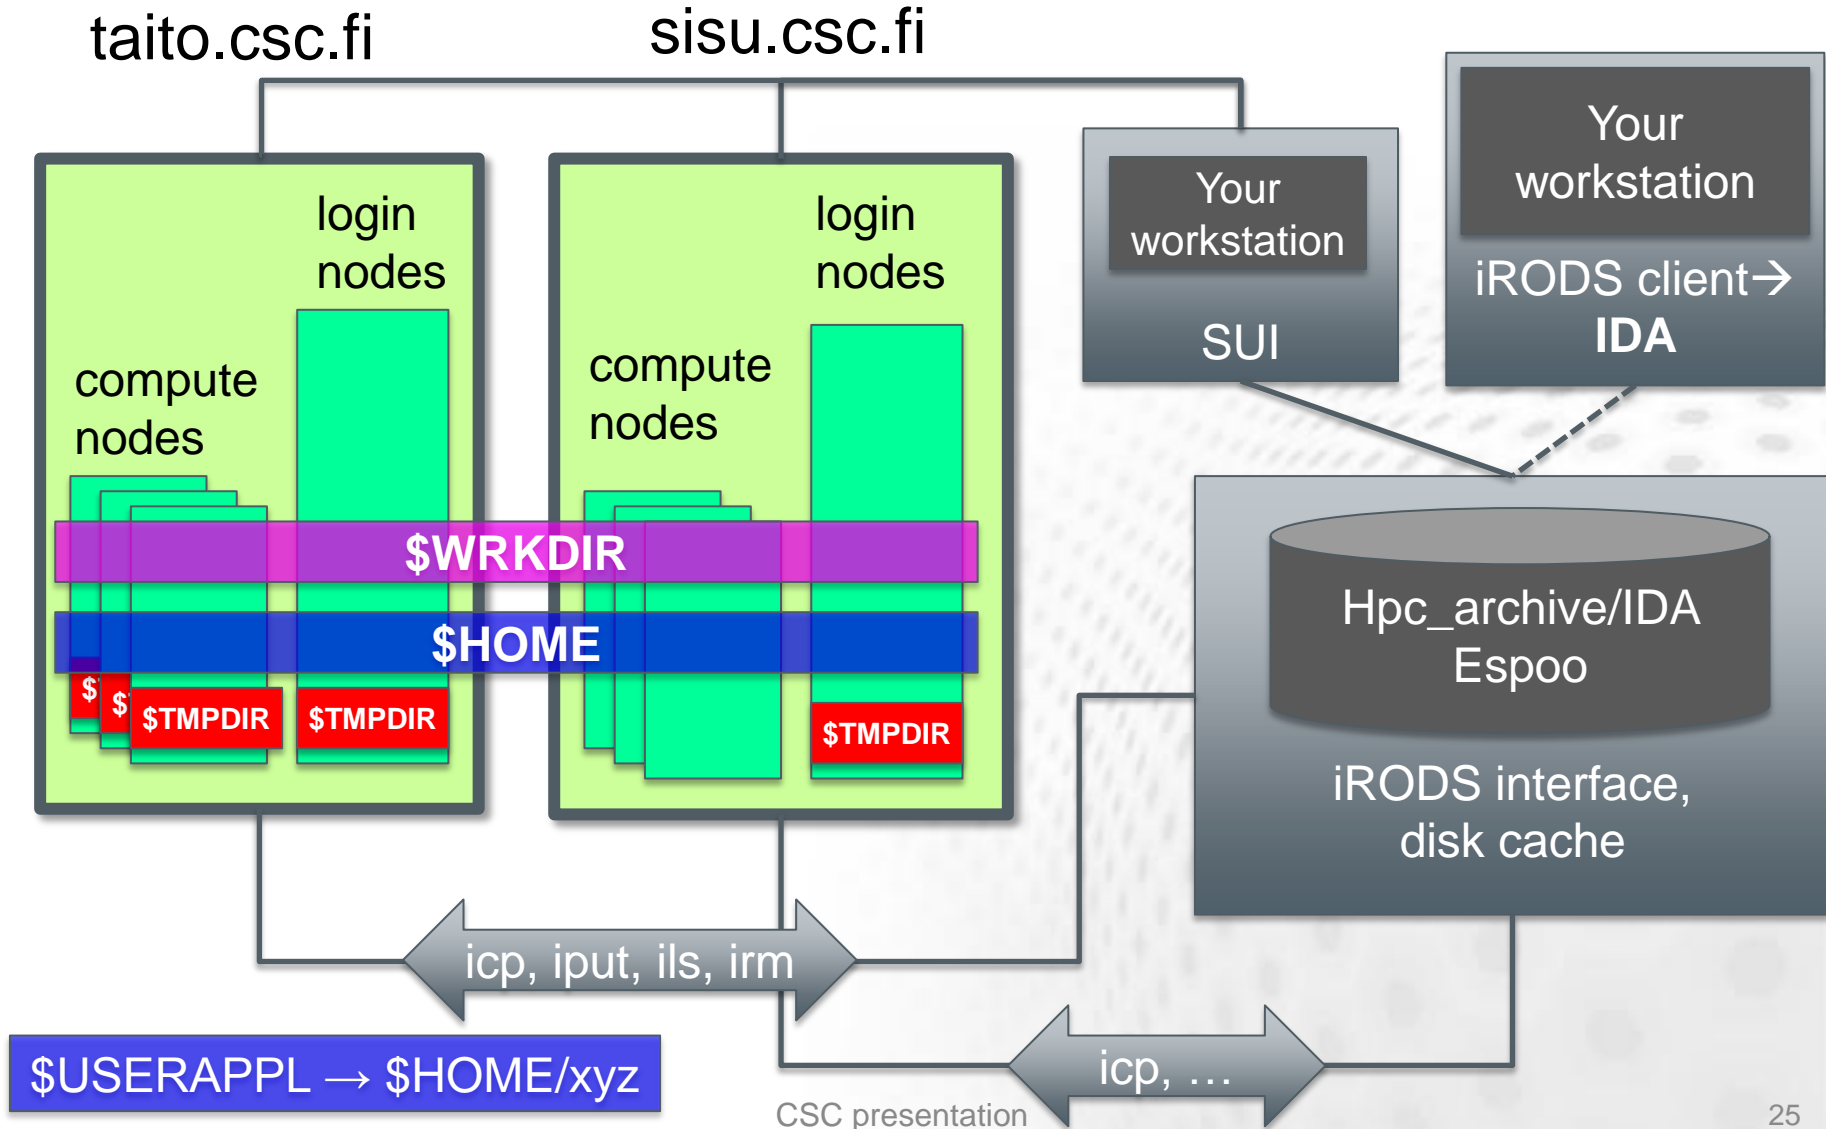 taito.csc.fi
sisu.csc.fi
login
nodes
compute
nodes
login
nodes
compute
nodes
Your
workstation
SUI
Your
workstation
iRODS client→
IDA
$WRKDIR
$HOME
$
$
$TMPDIR
$TMPDIR
$TMPDIR
Hpc_archive/IDA
Espoo
iRODS interface,
disk cache
icp, iput, ils, irm
icp, …
$USERAPPL → $HOME/xyz
CSC presentation
25